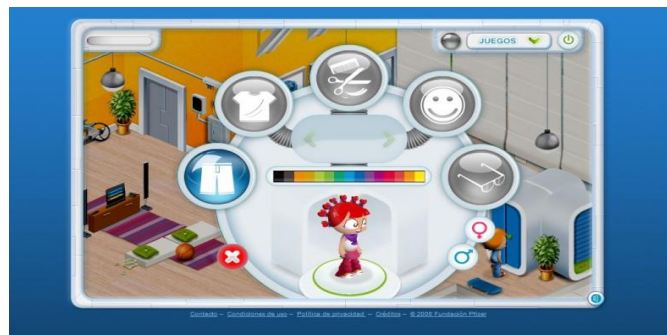 JUEGOS
Contacto – Condiciones de uso – Política de privacidad – Créditos – © 2008 Fundación Pfizer